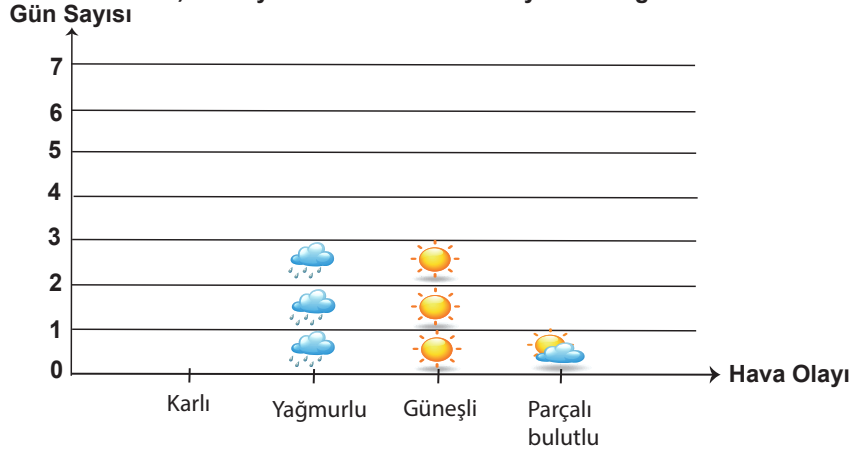 Gün Sayısı
7
6
5
4
3
2
1
0
Hava Olayı
Karlı
Yağmurlu
Güneşli
Parçalı
bulutlu